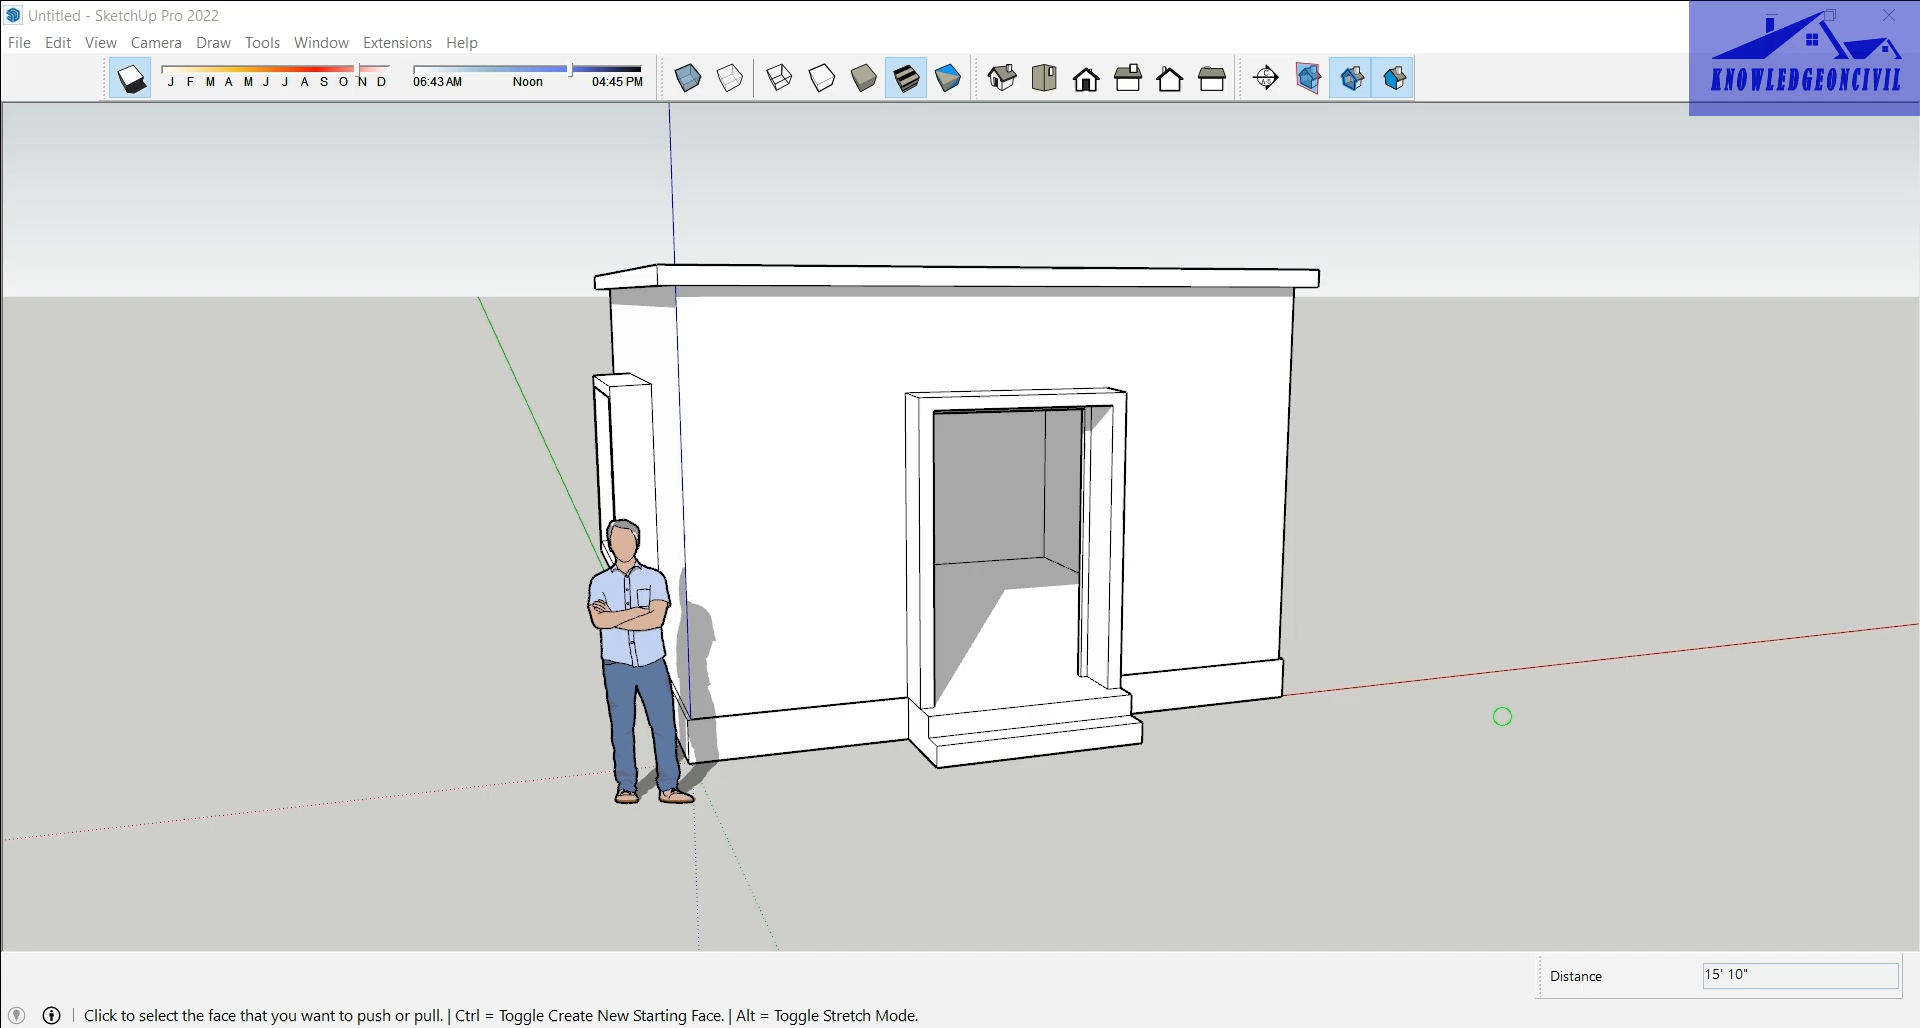 Untitled - SketchUp Pro 2022
File Edit View Camera Draw Tools Window Extensions Help
J F M A M J J A S O N D
06:43 AM Noon 04:45 PM
KNOWLEDGEONCIVIL
Distance 15' 10"
Click to select the face that you want to push or pull. | Ctrl = Toggle Create New Starting Face. | Alt = Toggle Stretch Mode.